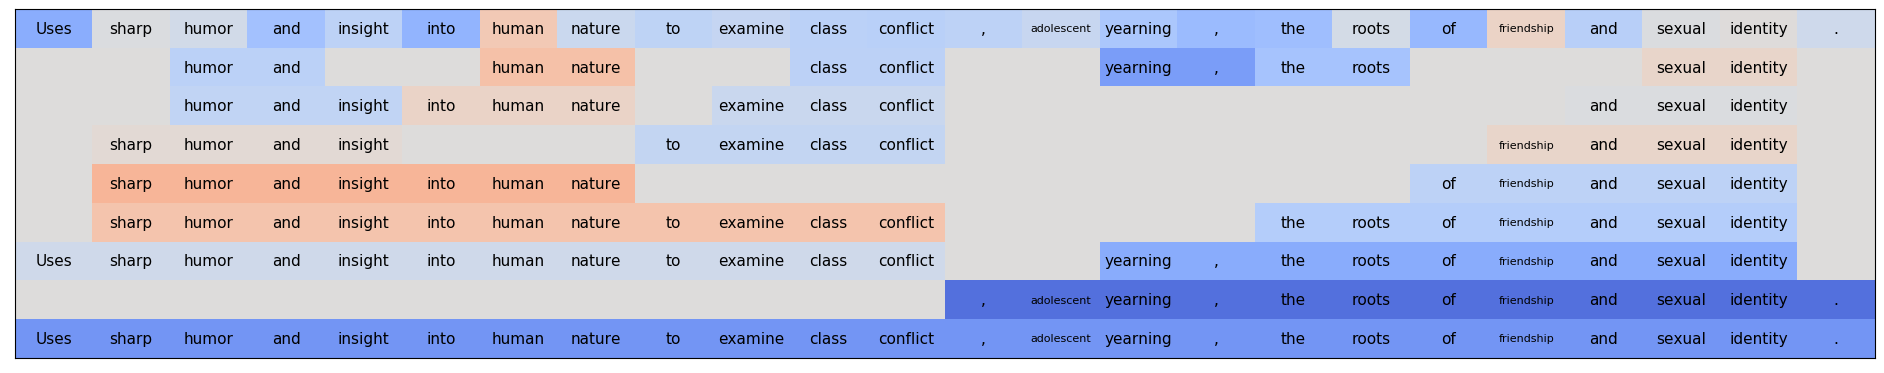 Uses sharp humor and insight into human nature to examine class conflict , adolescent yearning , the roots of friendship and sexual identity .
humor and human nature class conflict yearning , the roots sexual identity
humor and insight into human nature examine class conflict and sexual identity
sharp humor and insight to examine class conflict friendship and sexual identity
sharp humor and insight into human nature of friendship and sexual identity
sharp humor and insight into human nature to examine class conflict the roots of friendship and sexual identity
Uses sharp humor and insight into human nature to examine class conflict yearning , the roots of friendship and sexual identity
, adolescent yearning , the roots of friendship and sexual identity .
Uses sharp humor and insight into human nature to examine class conflict , adolescent yearning , the roots of friendship and sexual identity .